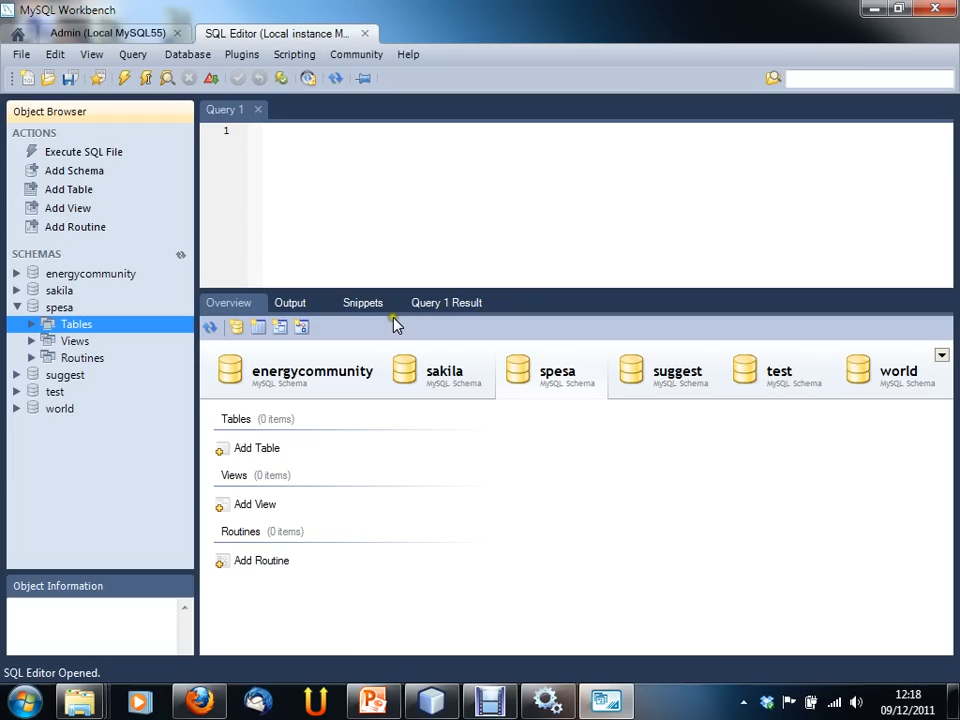 MySQL Workbench
Admin (Local MySQL55)
SQL Editor (Local instance M...
File Edit View Query Database Plugins Scripting Community Help
Object Browser
ACTIONS
Execute SQL File
Add Schema
Add Table
Add View
Add Routine
SCHEMAS
energycommunity
sakila
spesa
Tables
Views
Routines
suggest
test
world
Object Information
Query 1
1
Overview Output Snippets Query 1 Result
energycommunity
MySQL Schema
sakila
MySQL Schema
spesa
MySQL Schema
suggest
MySQL Schema
test
MySQL Schema
world
MySQL Schema
Tables (0 items)
Add Table
Views (0 items)
Add View
Routines (0 items)
Add Routine
SQL Editor Opened.
12:18
09/12/2011